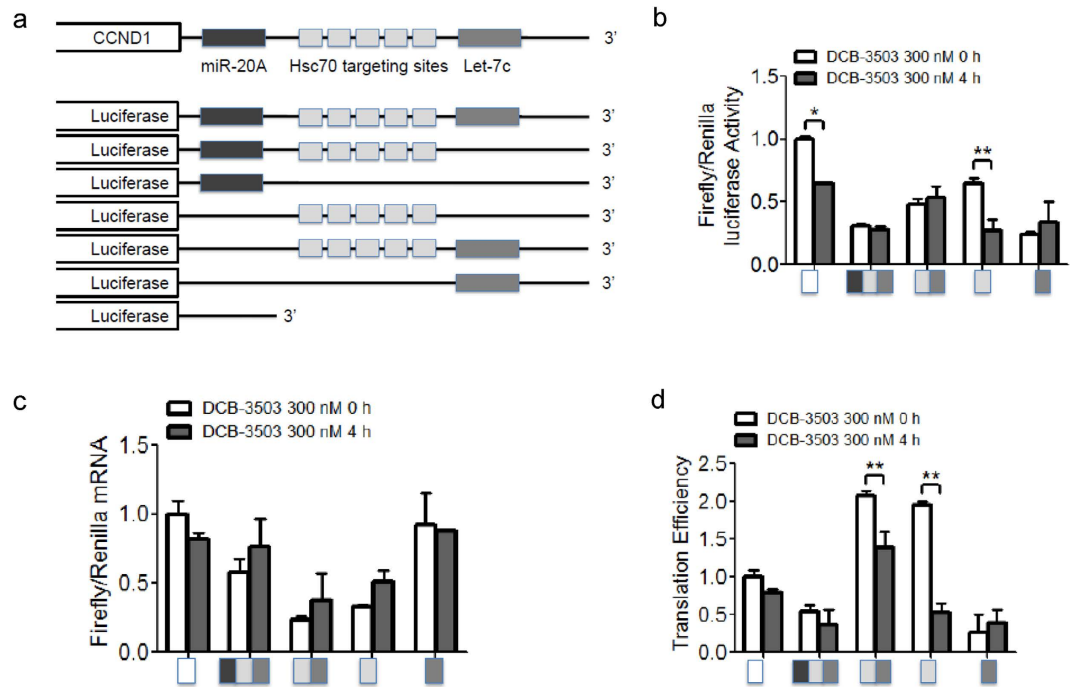 a
CCND1
3’
miR-20A
Hsc70 targeting sites
Let-7c
Luciferase
3’
Luciferase
3’
Luciferase
3’
Luciferase
3’
Luciferase
3’
Luciferase
3’
Luciferase
3’
b
DCB-3503 300 nM 0 h
DCB-3503 300 nM 4 h
Firefly/Renilla
luciferase Activity
1.5
1.0
0.5
0.0
*
**
c
DCB-3503 300 nM 0 h
DCB-3503 300 nM 4 h
Firefly/Renilla mRNA
1.0
0.5
0.0
d
DCB-3503 300 nM 0 h
DCB-3503 300 nM 4 h
Translation Efficiency
2.5
2.0
1.5
1.0
0.5
0.0
**
**